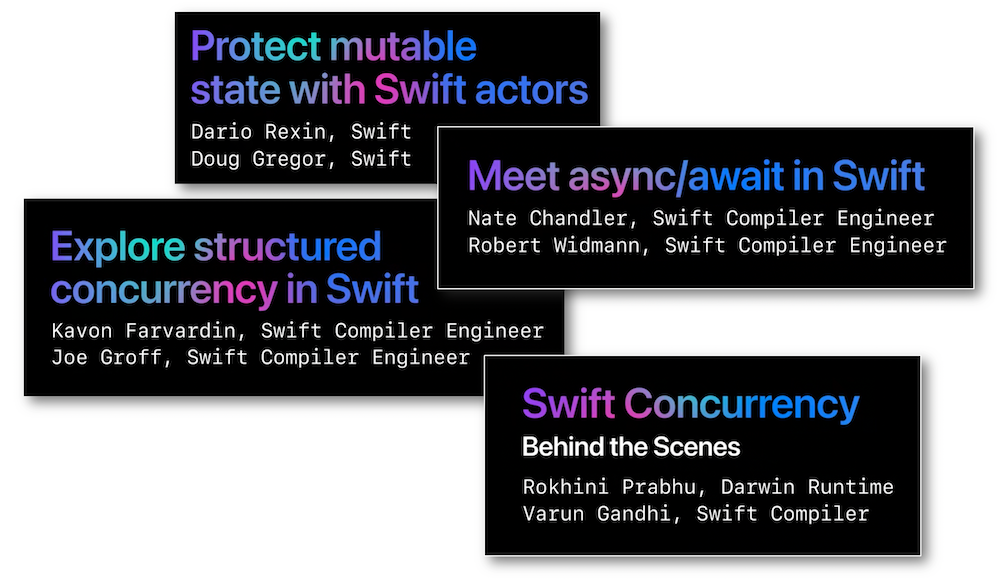 Protect mutable
state with Swift actors
Dario Rexin, Swift
Doug Gregor, Swift
Meet async/await in Swift
Nate Chandler, Swift Compiler Engineer
Robert Widmann, Swift Compiler Engineer
Explore structured
concurrency in Swift
Kavon Farvardin, Swift Compiler Engineer
Joe Groff, Swift Compiler Engineer
Swift Concurrency
Behind the Scenes
Rokhini Prabhu, Darwin Runtime
Varun Gandhi, Swift Compiler